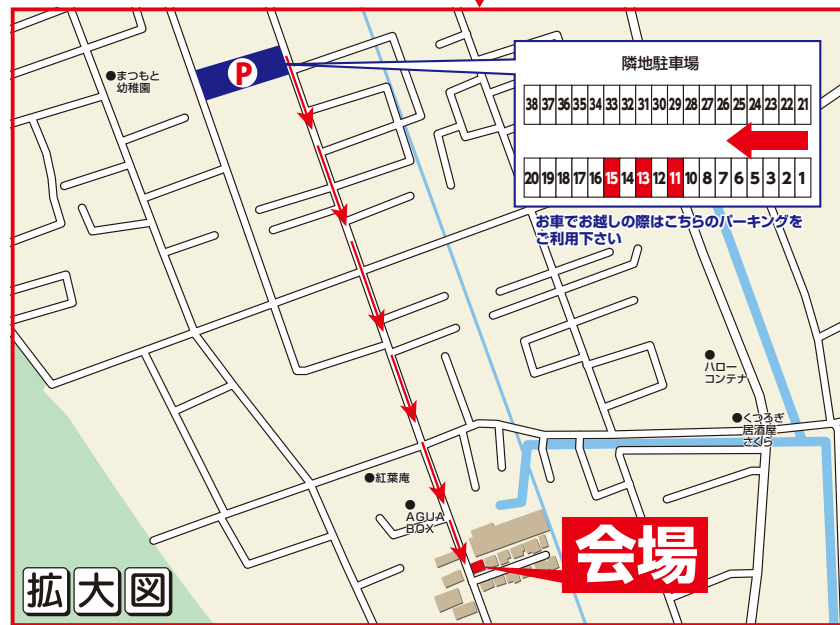 まつもと
幼稚園
P
隣地駐車場
38 37 36 35 34 33 32 31 30 29 28 27 26 25 24 23 22 21
20 19 18 17 16 15 14 13 12 11 10 8 7 6 5 3 2 1
お車でお越しの際はこちらのパーキングを
ご利用下さい
ハロー
コンテナ
くつろぎ
居酒屋
さくら
紅葉庵
AGUA
BOX
会場
拡大図